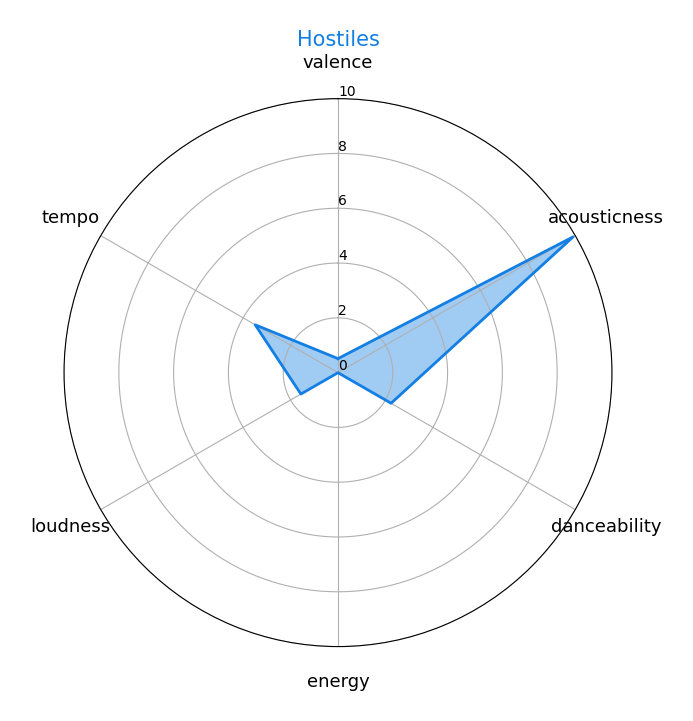 Hostiles
valence
10
8
6
4
2
0
tempo
acousticness
loudness
danceability
energy